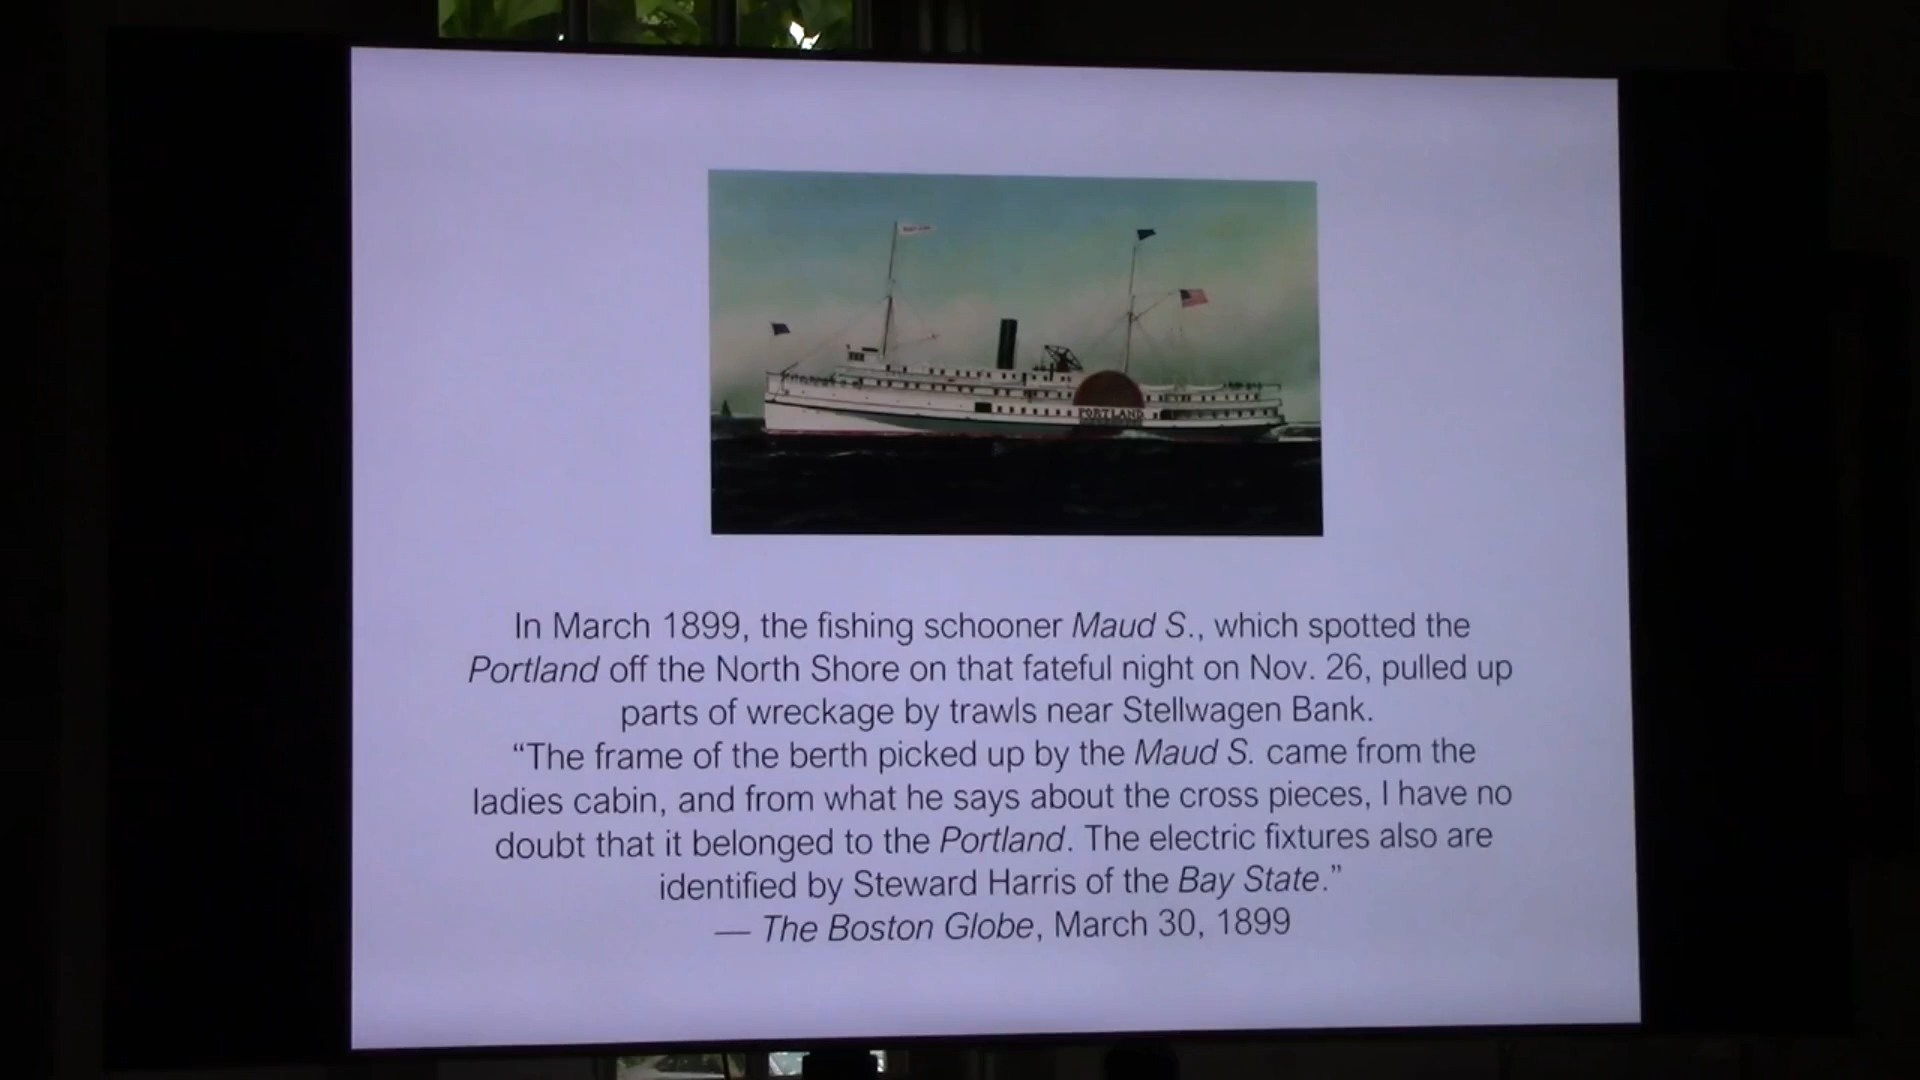 PORTLAND
In March 1899, the fishing schooner Maud S., which spotted the
Portland off the North Shore on that fateful night on Nov. 26, pulled up
parts of wreckage by trawls near Stellwagen Bank.
“The frame of the berth picked up by the Maud S. came from the
ladies cabin, and from what he says about the cross pieces, I have no
doubt that it belonged to the Portland. The electric fixtures also are
identified by Steward Harris of the Bay State.”
— The Boston Globe, March 30, 1899